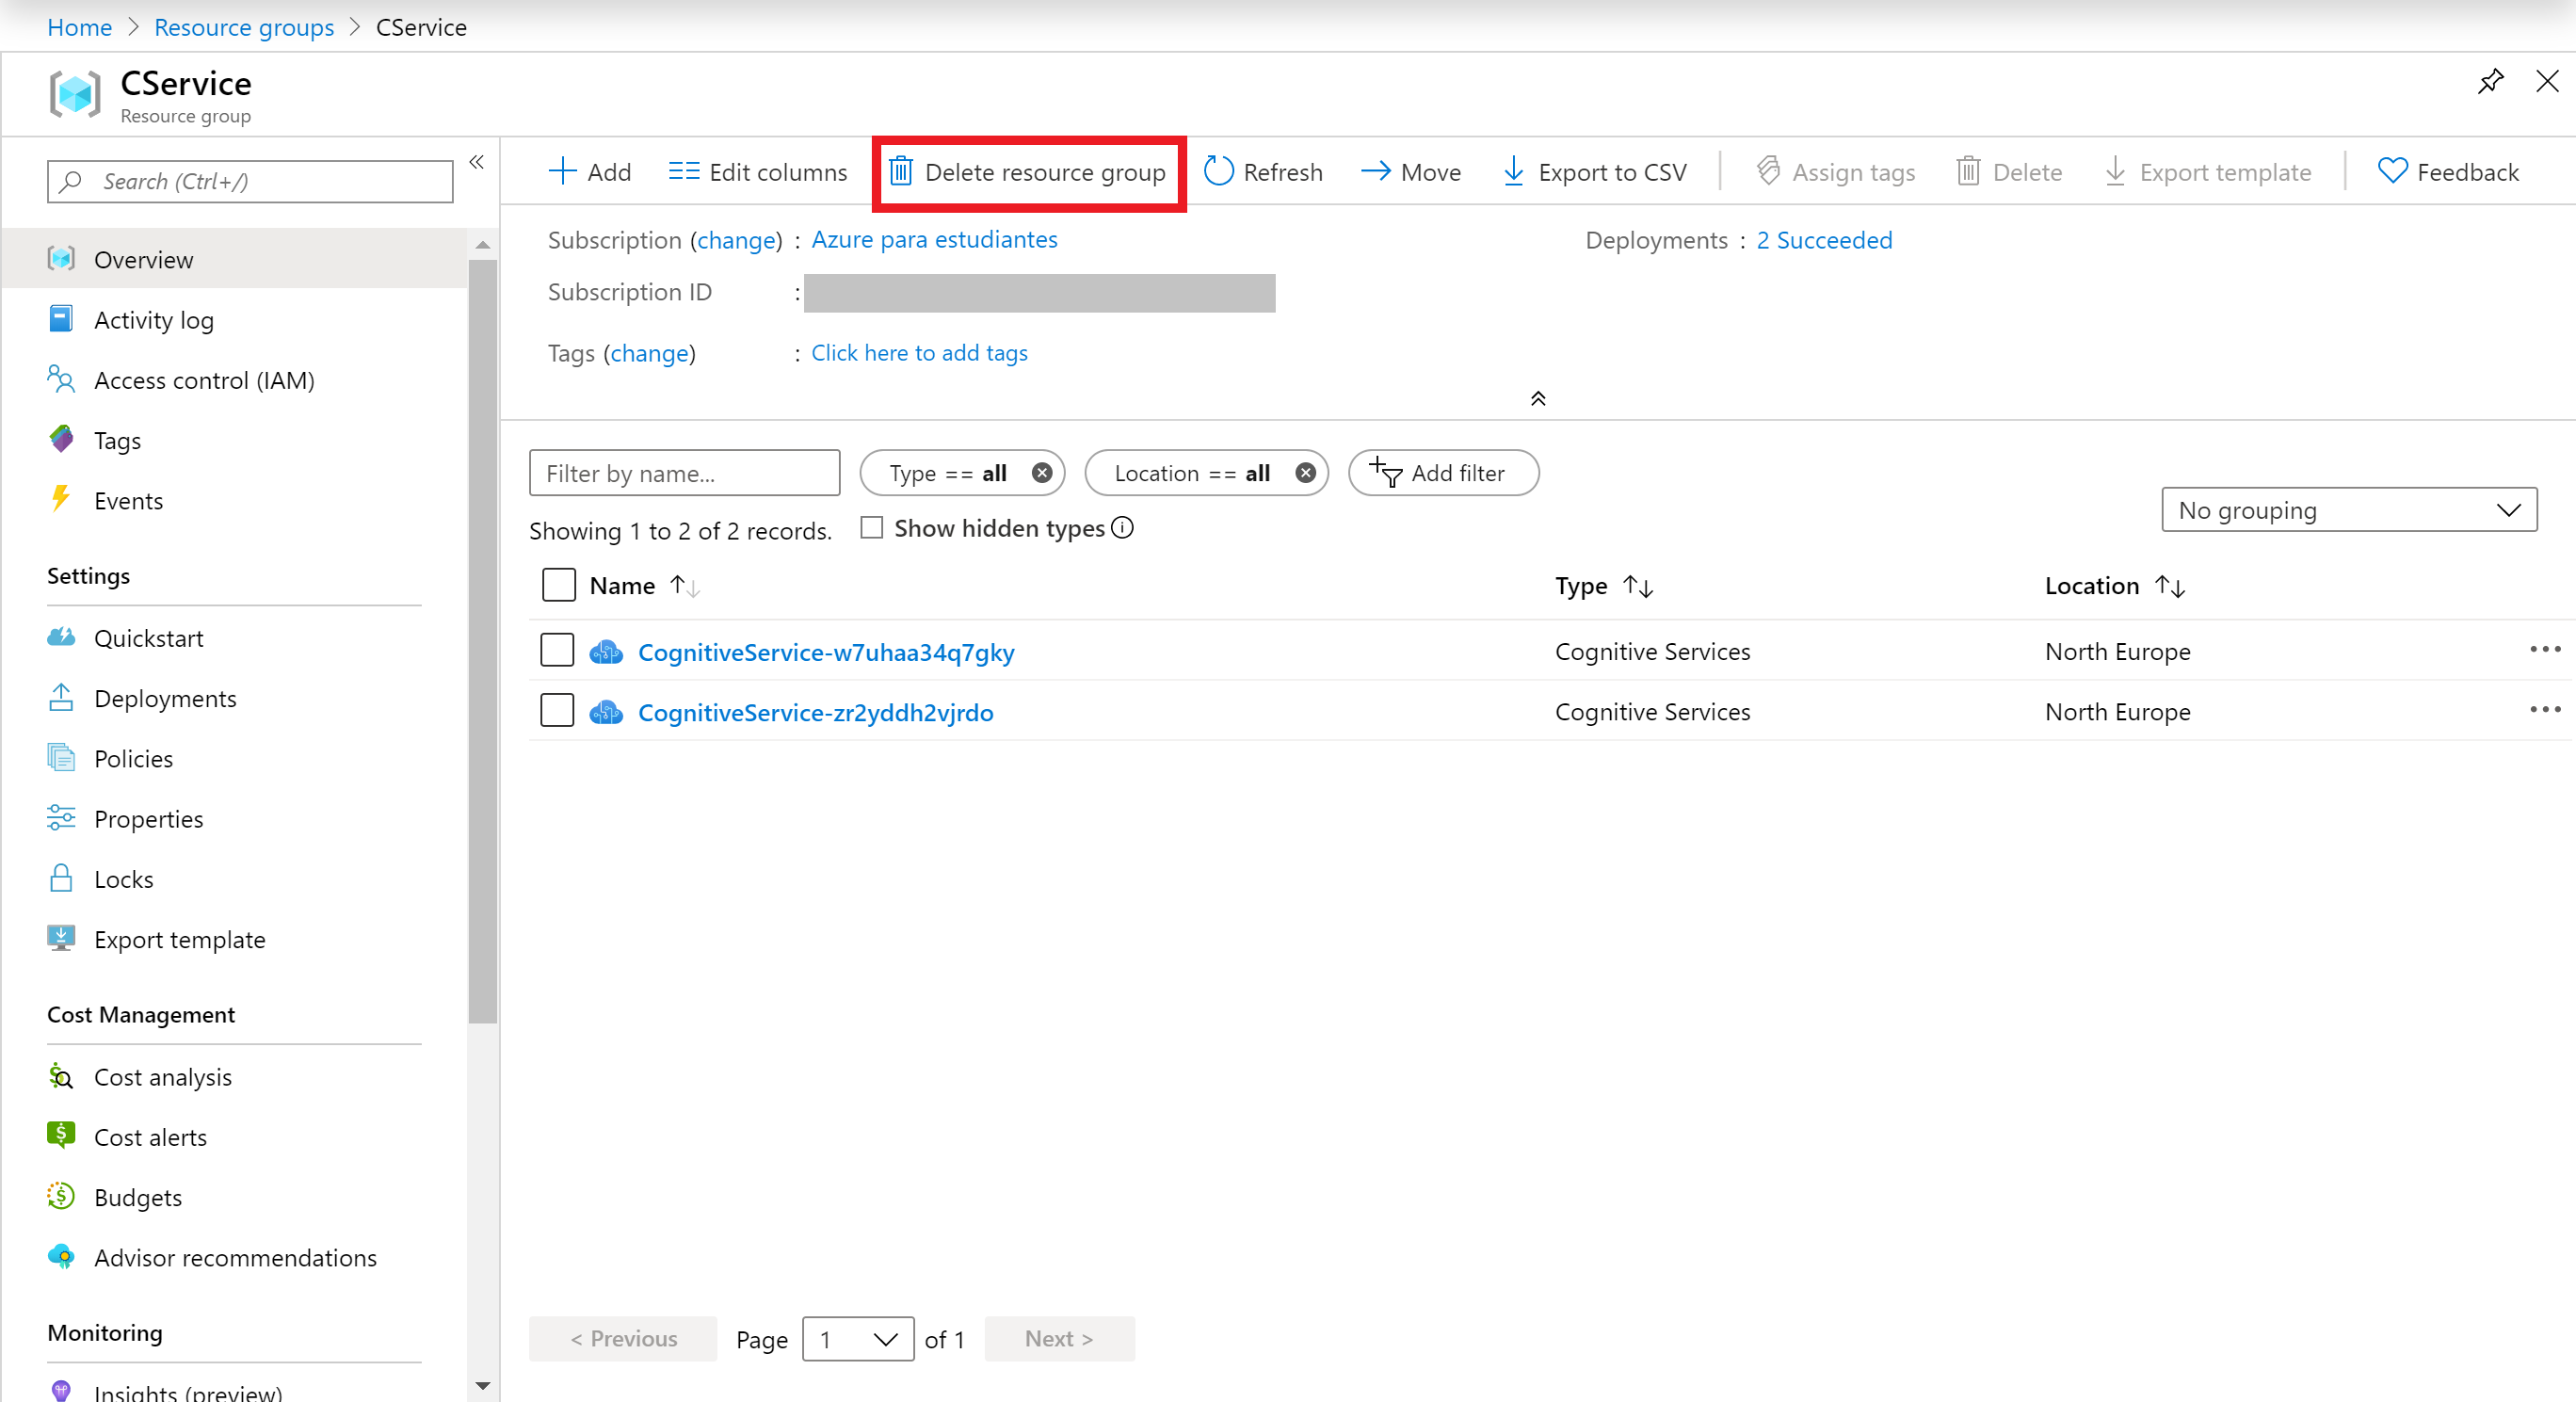 Home > Resource groups > CService
CService
Resource group
Search (Ctrl+/)
Overview
Activity log
Access control (IAM)
Tags
Events
Settings
Quickstart
Deployments
Policies
Properties
Locks
Export template
Cost Management
Cost analysis
Cost alerts
Budgets
Advisor recommendations
Monitoring
Insights (preview)
Add Edit columns Delete resource group Refresh Move Export to CSV Assign tags Delete Export template Feedback
Subscription (change) : Azure para estudiantes Deployments : 2 Succeeded
Subscription ID :
Tags (change) : Click here to add tags
Filter by name... Type == all Location == all Add filter
No grouping
Showing 1 to 2 of 2 records. Show hidden types
Name Type Location
CognitiveService-w7uhaa34q7gky Cognitive Services North Europe
CognitiveService-zr2yddh2vjrdo Cognitive Services North Europe
< Previous Page 1 of 1 Next >